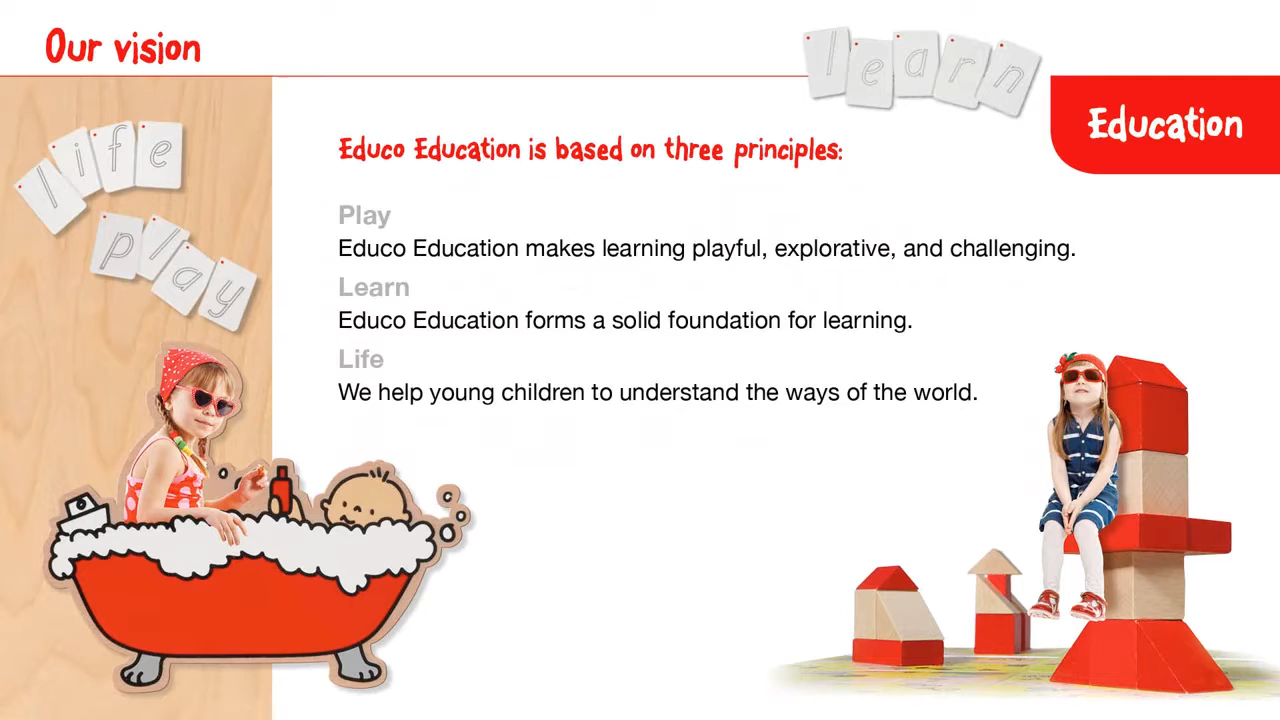 Our vision
learn
Education
life
play
Educo Education is based on three principles:
Play
Educo Education makes learning playful, explorative, and challenging.
Learn
Educo Education forms a solid foundation for learning.
Life
We help young children to understand the ways of the world.